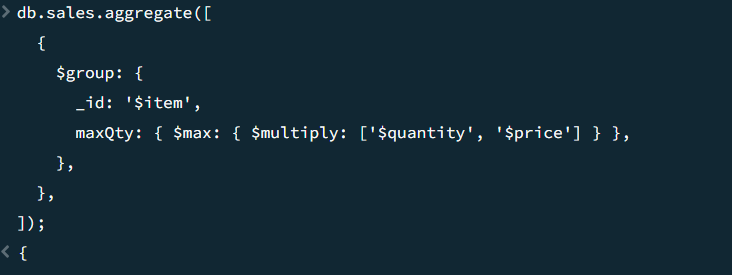 > db.sales.aggregate([
{
$group: {
_id: '$item',
maxQty: { $max: { $multiply: ['$quantity', '$price'] } },
},
},
]);
< {